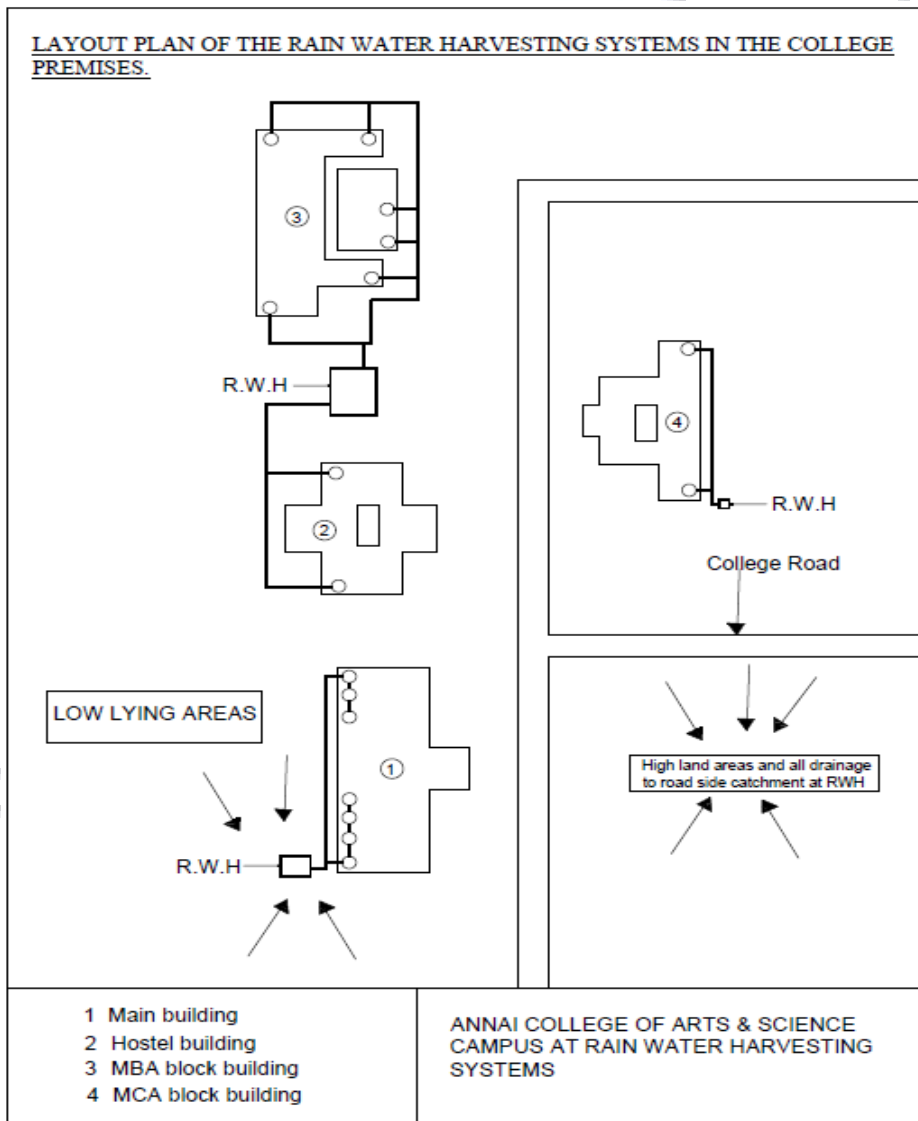 LAYOUT PLAN OF THE RAIN WATER HARVESTING SYSTEMS IN THE COLLEGE
PREMISES.
3
R.W.H
4
R.W.H
2
College Road
LOW LYING AREAS
1
High land areas and all drainage
to road side catchment at RWH
R.W.H
1 Main building
2 Hostel building
3 MBA block building
4 MCA block building
ANNAI COLLEGE OF ARTS & SCIENCE
CAMPUS AT RAIN WATER HARVESTING
SYSTEMS